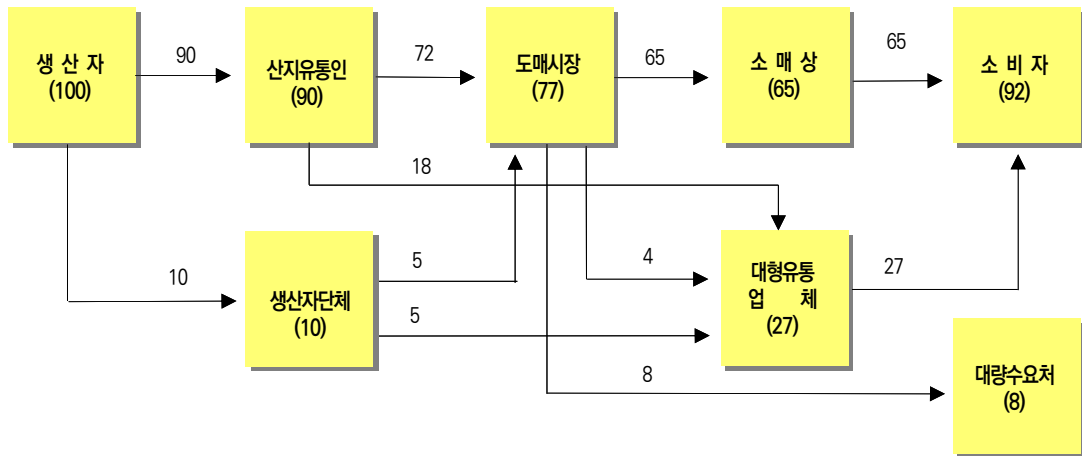 생 산 자
(100)
90
산지유통인
(90)
72
도매시장
(77)
65
소 매 상
(65)
65
소 비 자
(92)
18
10
생산자단체
(10)
5
5
4
대형유통
업 체
(27)
27
8
대량수요처
(8)